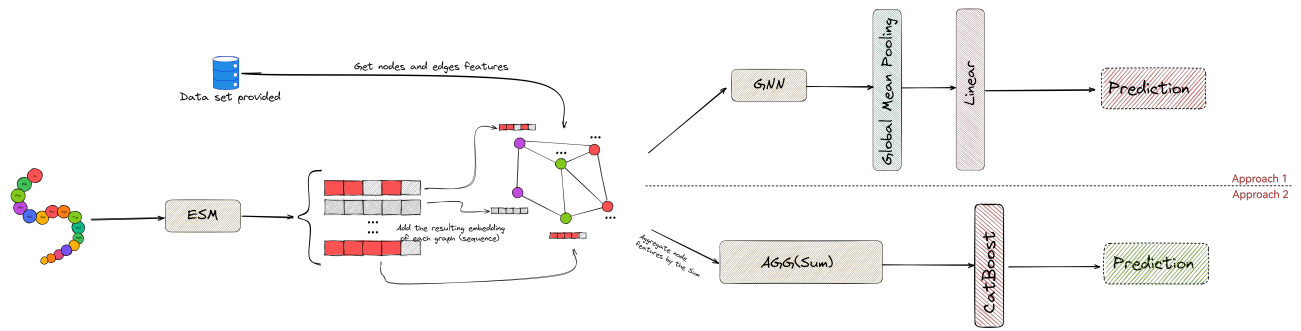 Get nodes and edges features
Data set provided
ESM
...
Add the resulting embedding
of each graph (sequence)
...
...
...
GNN
Global Mean Pooling
Linear
Prediction
Approach 1
Approach 2
Aggregate node
features by the Sum
AGG(Sum)
CatBoost
Prediction